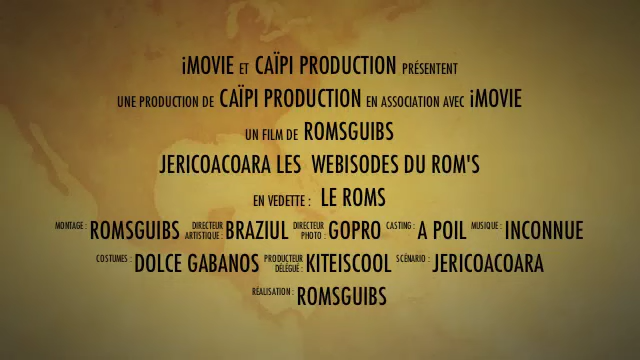 iMOVIE ET CAÏPI PRODUCTION PRÉSENTENT
UNE PRODUCTION DE CAÏPI PRODUCTION EN ASSOCIATION AVEC iMOVIE
UN FILM DE ROMSGUIBS
JERICOACOARA LES WEBISODES DU ROM'S
EN VEDETTE : LE ROMS
MONTAGE : ROMSGUIBS DIRECTEUR ARTISTIQUE : BRAZIUL DIRECTEUR PHOTO : GOPRO CASTING : A POIL MUSIQUE : INCONNUE
COSTUMES : DOLCE GABANOS PRODUCTEUR DÉLÉGUÉ : KITEISCOOL SCÉNARIO : JERICOACOARA
RÉALISATION : ROMSGUIBS